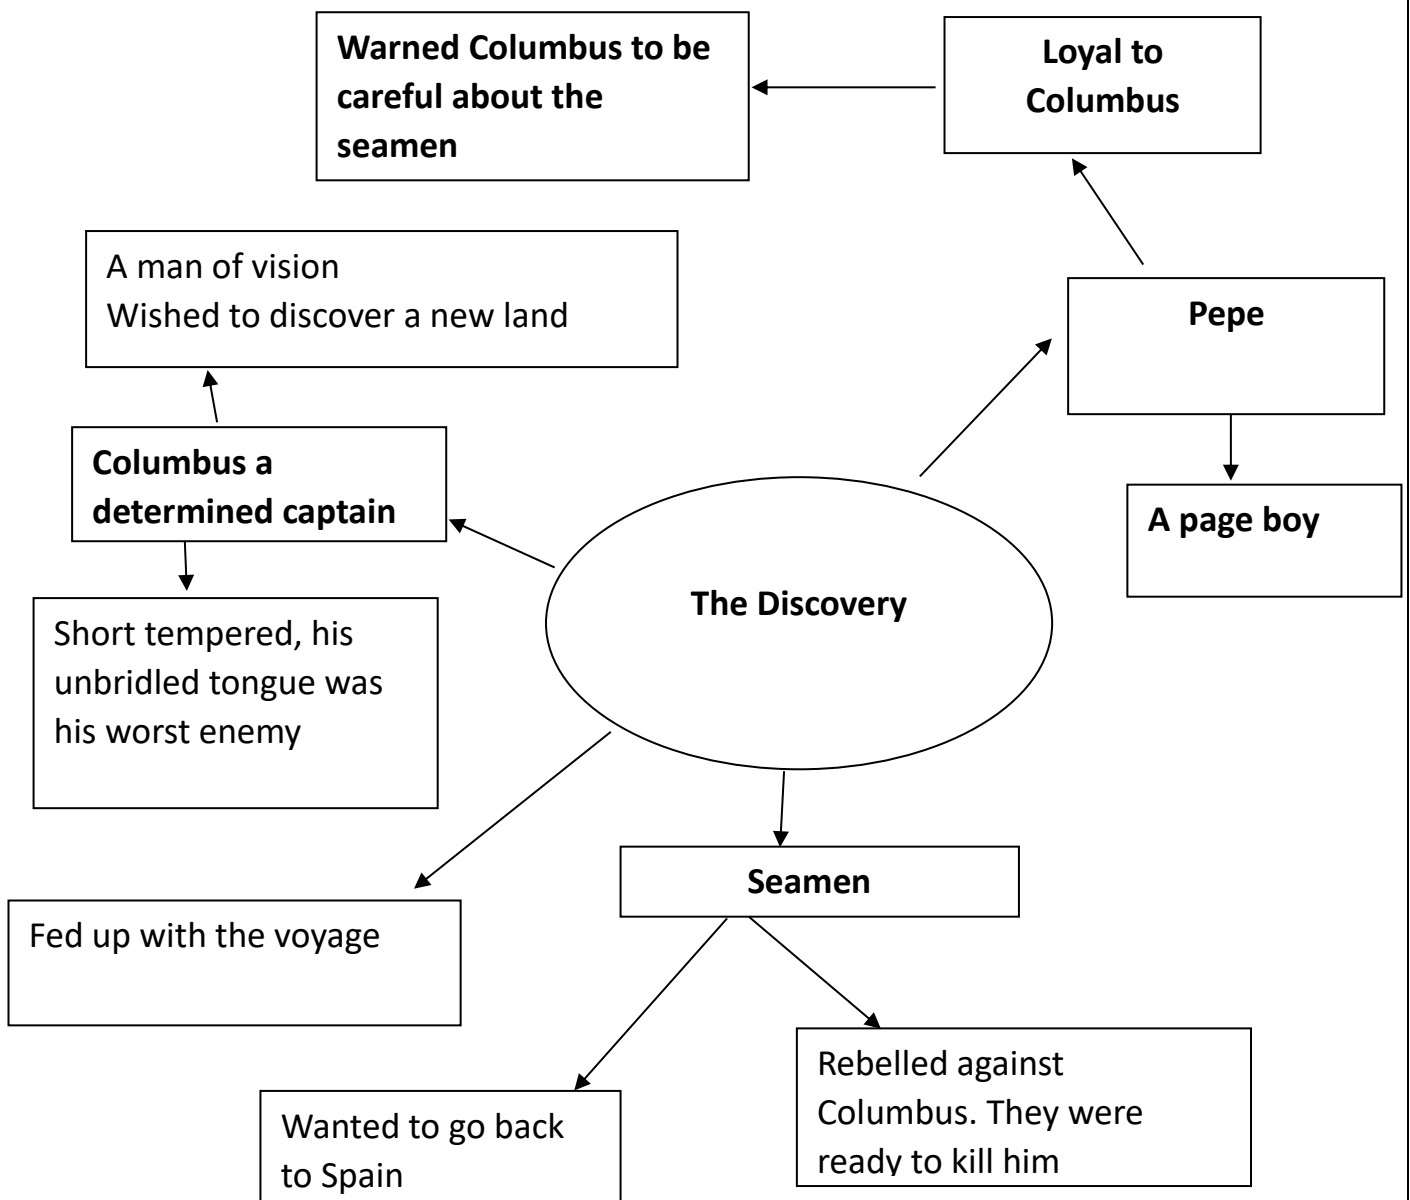 Warned Columbus to be
careful about the
seamen
Loyal to
Columbus
A man of vision
Wished to discover a new land
Pepe
Columbus a
determined captain
A page boy
The Discovery
Short tempered, his
unbridled tongue was
his worst enemy
Seamen
Fed up with the voyage
Rebelled against
Columbus. They were
ready to kill him
Wanted to go back
to Spain